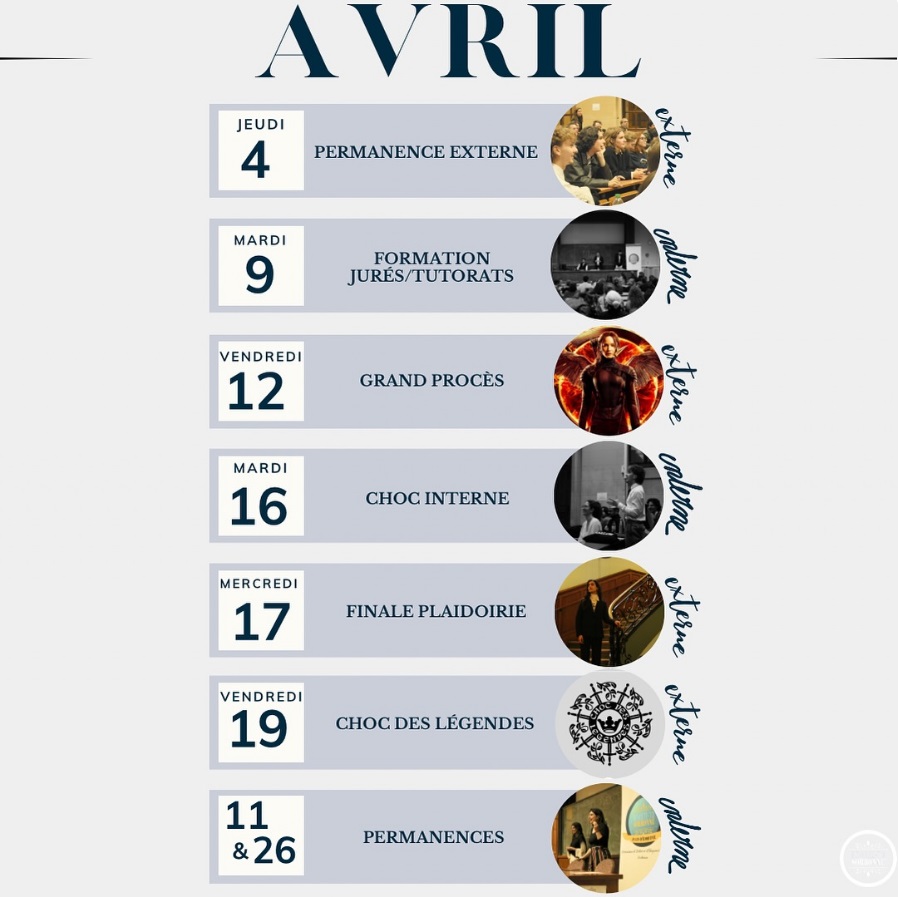 AVRIL
JEUDI
4
PERMANENCE EXTERNE
externe
MARDI
9
FORMATION
JURÉS/TUTORATS
interne
VENDREDI
12
GRAND PROCÈS
externe
MARDI
16
CHOC INTERNE
interne
MERCREDI
17
FINALE PLAIDOIRIE
externe
VENDREDI
19
CHOC DES LÉGENDES
externe
11
& 26
PERMANENCES
interne